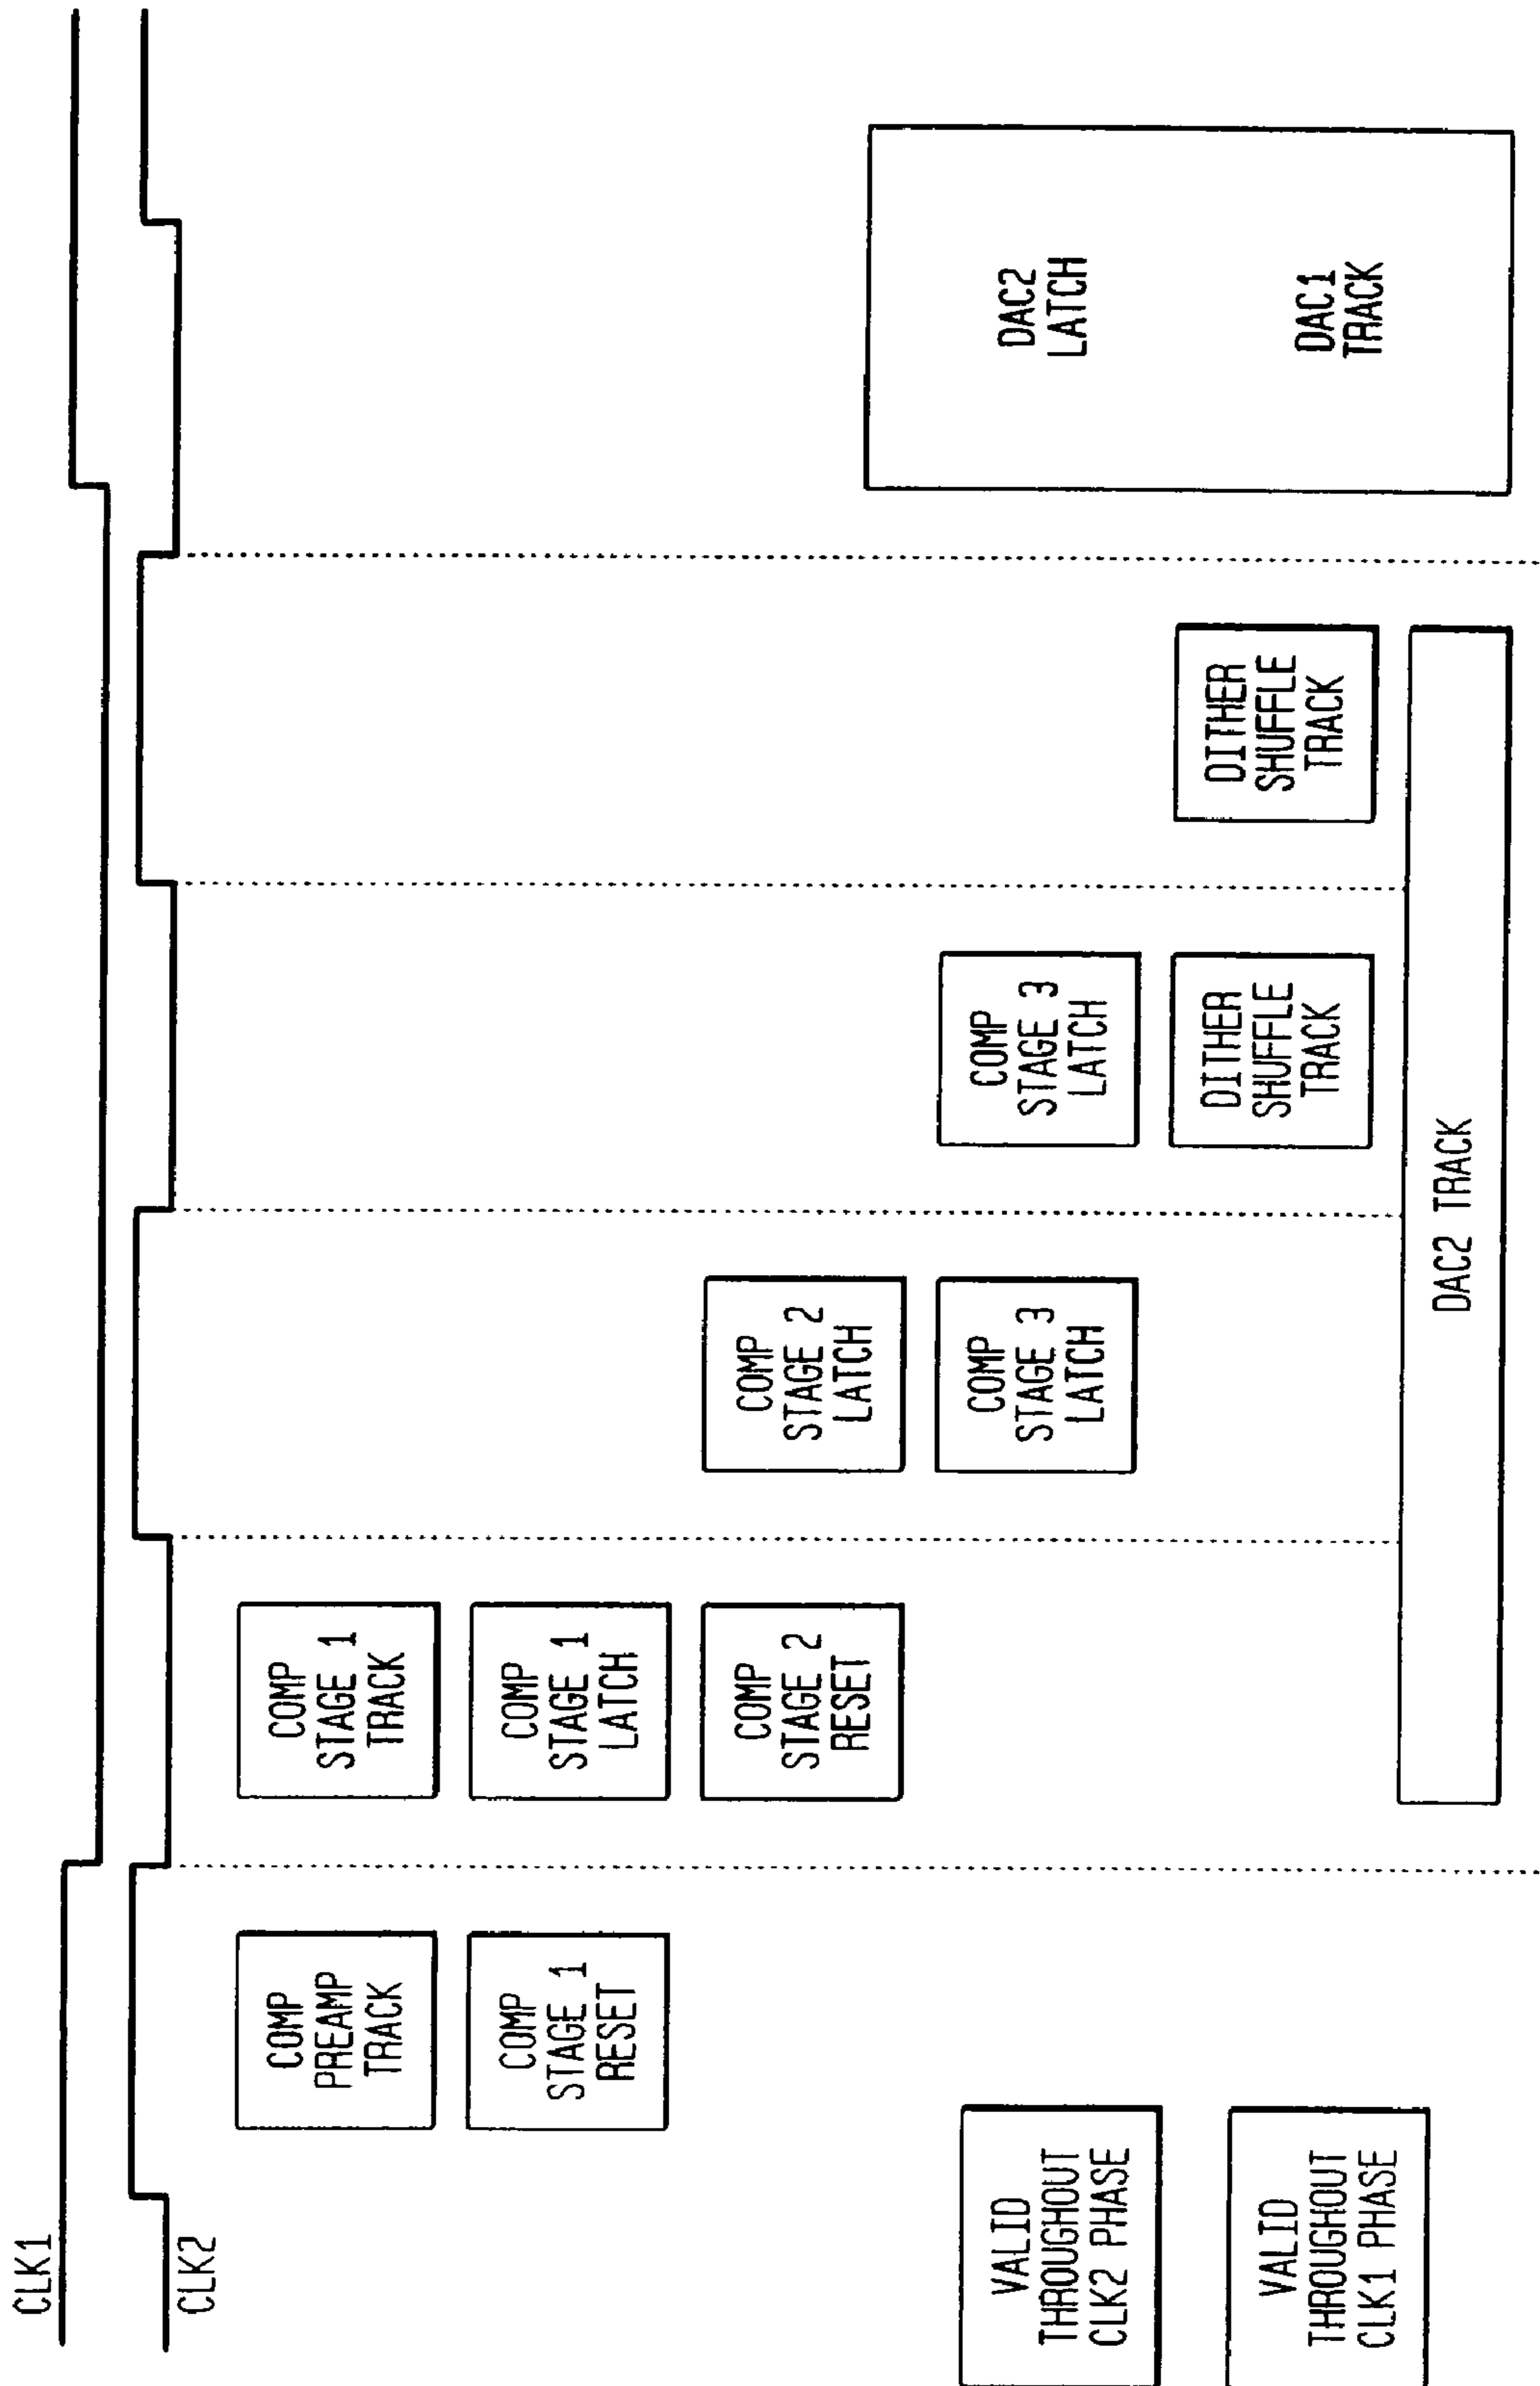 CLK1
CLK2
COMP
PREAMP
TRACK
COMP
STAGE 1
RESET
VALID
THROUGHOUT
CLK2 PHASE
VALID
THROUGHOUT
CLK1 PHASE
COMP
STAGE 1
TRACK
COMP
STAGE 1
LATCH
COMP
STAGE 2
RESET
COMP
STAGE 2
LATCH
COMP
STAGE 3
LATCH
COMP
STAGE 3
LATCH
DITHER
SHUFFLE
TRACK
DITHER
SHUFFLE
TRACK
DAC2 TRACK
DAC2
LATCH
DAC1
TRACK